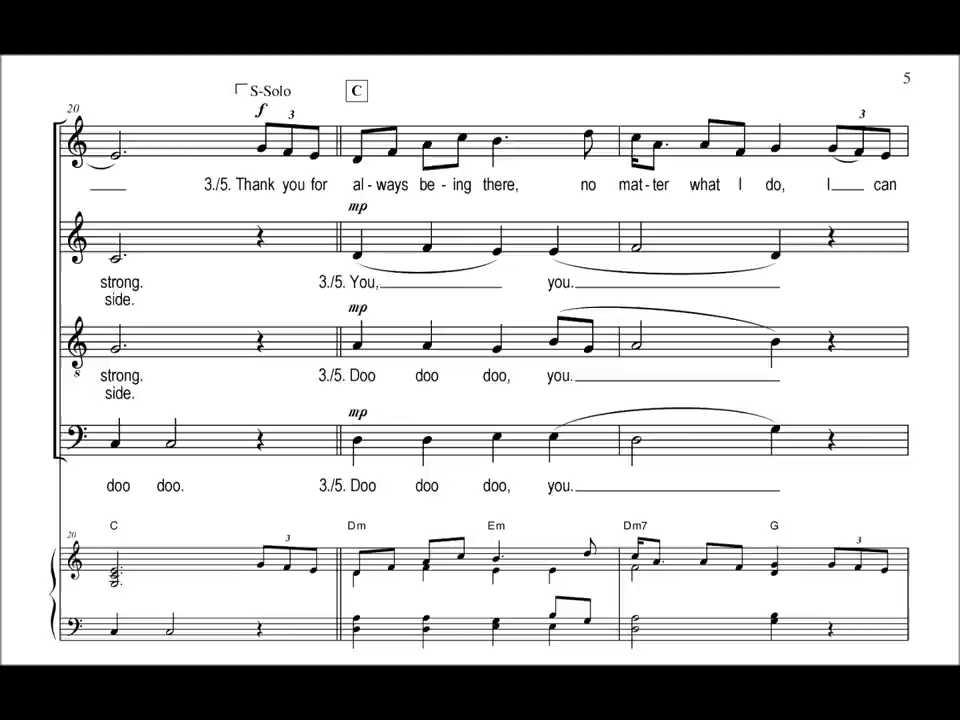 5
S-Solo
C
20
f
3
3
3./5. Thank you for al - ways be - ing there, no mat - ter what I do, I can
mp
strong. 3./5. You, you.
side.
mp
strong. 3./5. Doo doo doo, you.
side.
8
mp
doo doo. 3./5. Doo doo doo, you.
C Dm Em Dm7 G
20
3
3